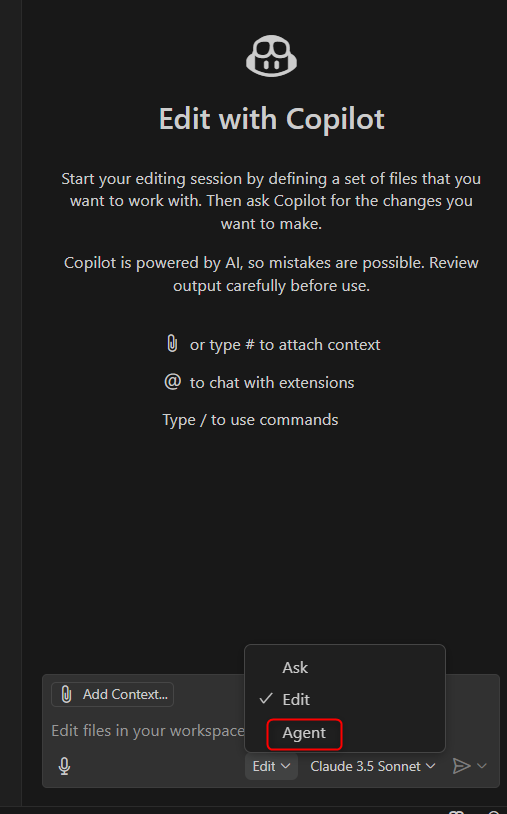 Edit with Copilot
Start your editing session by defining a set of files that you
want to work with. Then ask Copilot for the changes you
want to make.
Copilot is powered by AI, so mistakes are possible. Review
output carefully before use.
or type # to attach context
@ to chat with extensions
Type / to use commands
Ask
Edit
Agent
Add Context...
Edit files in your workspace
Edit
Claude 3.5 Sonnet